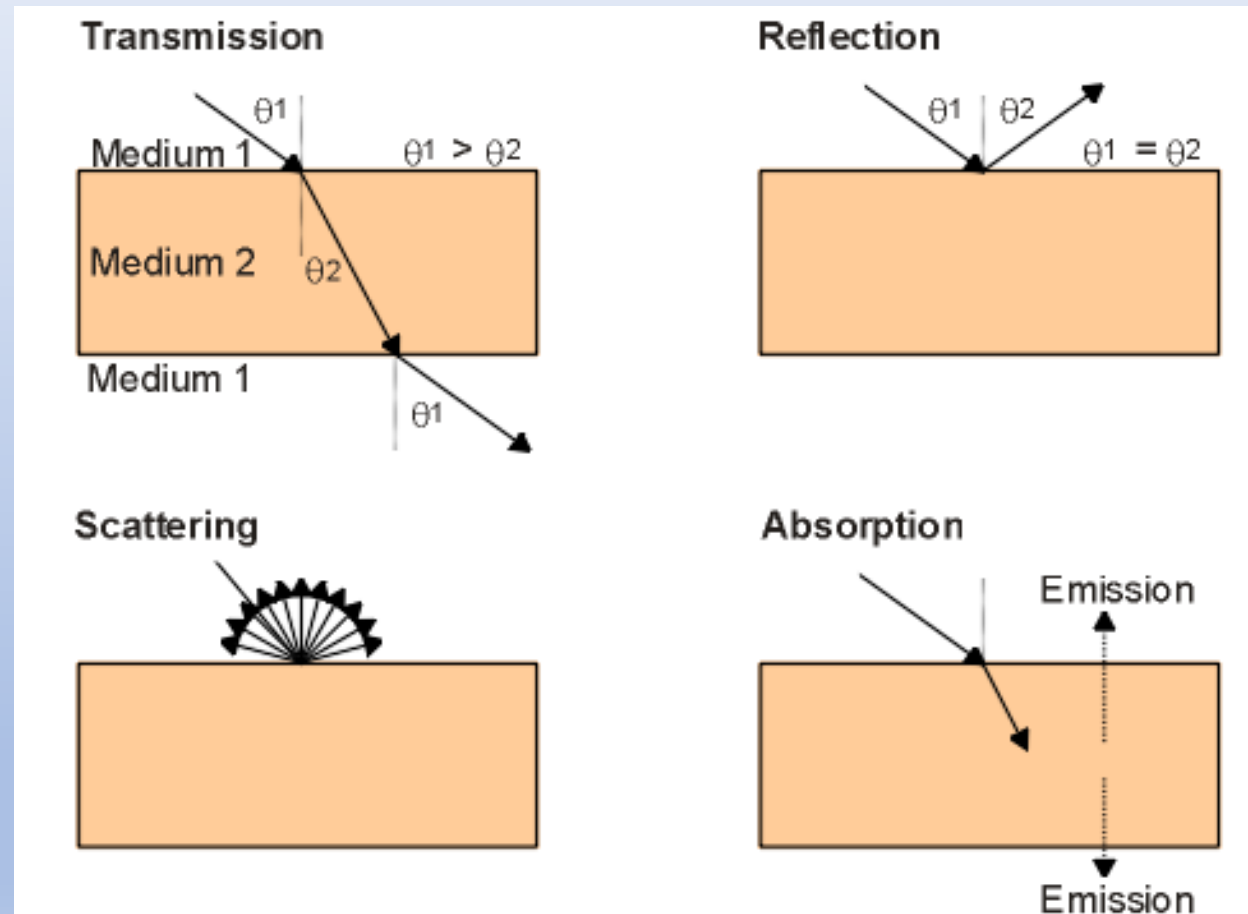 Transmission
θ1
Medium 1
θ1 > θ2
Medium 2
θ2
Medium 1
θ1
Reflection
θ1 θ2
θ1 = θ2
Scattering
Absorption
Emission
Emission